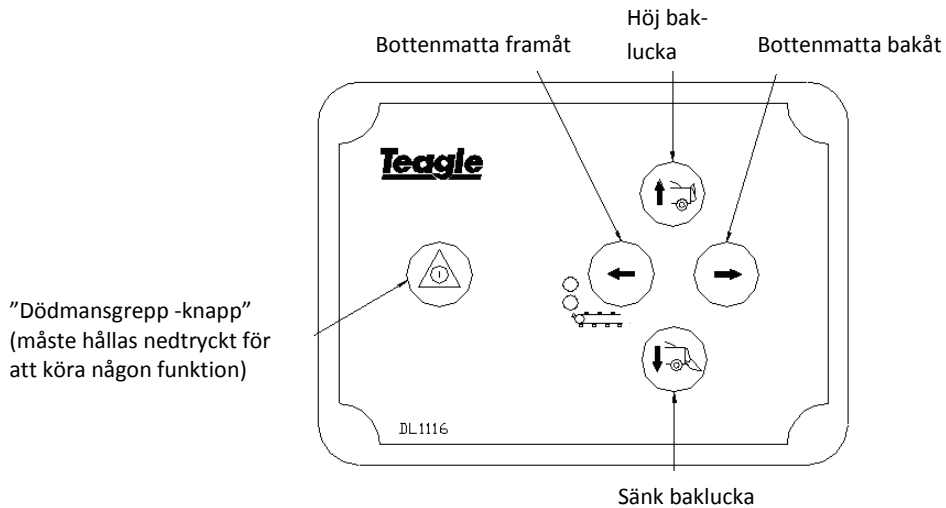 Höj bak-
lucka
Bottenmatta framåt
Bottenmatta bakåt
Teagle
”Dödmansgrepp -knapp”
(måste hållas nedtryckt för
att köra någon funktion)
DL1116
Sänk baklucka